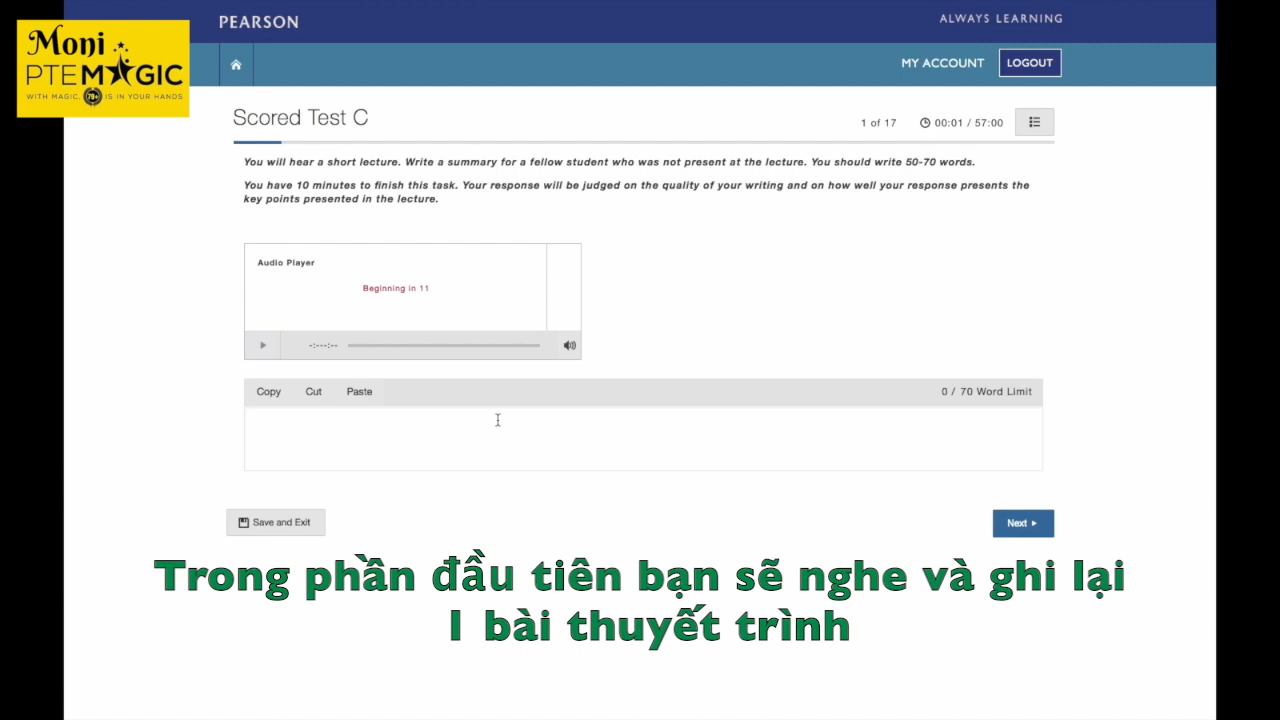 PEARSON
ALWAYS LEARNING
Moni
PTEMAGIC
WITH MAGIC, 79+ IS IN YOUR HANDS
MY ACCOUNT
LOGOUT
Scored Test C
1 of 17
00:01 / 57:00
You will hear a short lecture. Write a summary for a fellow student who was not present at the lecture. You should write 50-70 words.
You have 10 minutes to finish this task. Your response will be judged on the quality of your writing and on how well your response presents the
key points presented in the lecture.
Audio Player
Beginning in 11
-:---:--
Copy Cut Paste
0 / 70 Word Limit
Save and Exit
Next
Trong phần đầu tiên bạn sẽ nghe và ghi lại
1 bài thuyết trình